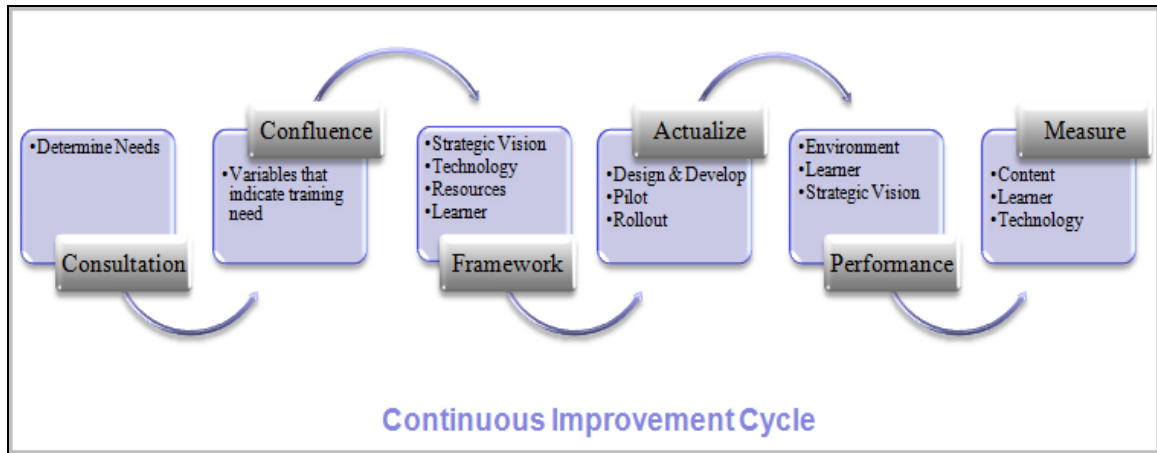 •Determine Needs
Consultation
Confluence
•Variables that
indicate training
need
•Strategic Vision
•Technology
•Resources
•Learner
Framework
Actualize
•Design & Develop
•Pilot
•Rollout
•Environment
•Learner
•Strategic Vision
Performance
Measure
•Content
•Learner
•Technology
Continuous Improvement Cycle